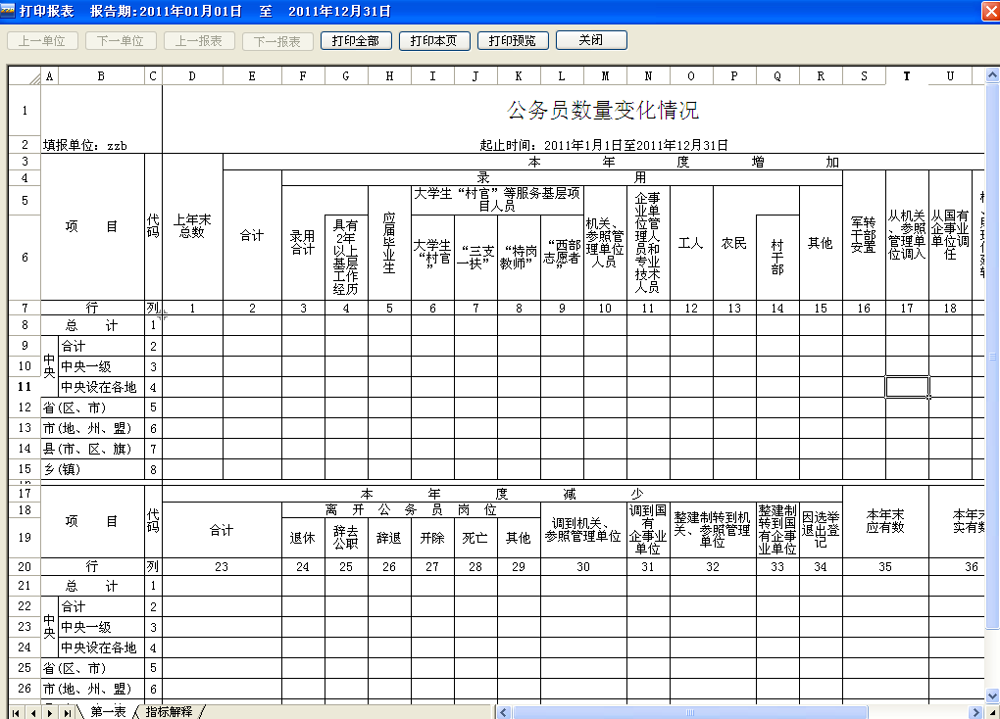 打印报表 报告期:2011年01月01日 至 2011年12月31日
上一单位 下一单位 上一报表 下一报表 打印全部 打印本页 打印预览 关闭
A B C D E F G H I J K L M N O P Q R S T U
1 公务员数量变化情况
2 填报单位：zzb 起止时间：2011年1月1日至2011年12月31日
3 本 年 度 增 加
4 录 用
5 大学生“村官”等服务基层项目人员
6 项 目 代码 上年末总数 合计 录用合计 具有2年以上基层工作经历 应届毕业生 大学生“村官” “三支一扶” “特岗教师” “西部志愿者” 机关、参照管理单位人员 企事业单位管理人员和专业技术人员 工人 农民 村干部 其他 军转干部安置 从机关、参照管理单位调入 从国有企事业单位调任
7 行 列 1 2 3 4 5 6 7 8 9 10 11 12 13 14 15 16 17 18
8 总 计 1
9 中央 合计 2
10 中央一级 3
11 中央设在各地 4
12 省(区、市) 5
13 市(地、州、盟) 6
14 县(市、区、旗) 7
15 乡(镇) 8
17 本 年 度 减 少
18 离 开 公 务 员 岗 位
19 项 目 代码 合计 退休 辞去公职 辞退 开除 死亡 其他 调到机关、参照管理单位 调到国有企事业单位 整建制转到机关、参照管理单位 整建制转到国有企事业单位 因选举退出登记 本年末应有数 本年末实有数
20 行 列 23 24 25 26 27 28 29 30 31 32 33 34 35 36
21 总 计 1
22 中央 合计 2
23 中央一级 3
24 中央设在各地 4
25 省(区、市) 5
26 市(地、州、盟) 6
第一表 指标解释